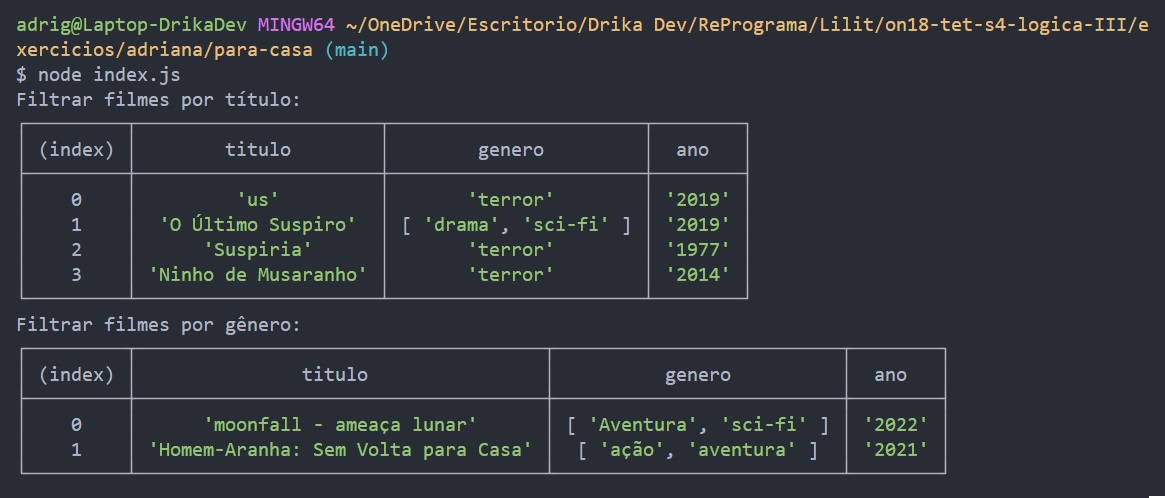 adrig@Laptop-DrikaDev MINGW64 ~/OneDrive/Escritorio/Drika Dev/RePrograma/Lilit/on18-tet-s4-logica-III/e
xercicios/adriana/para-casa (main)
$ node index.js
Filtrar filmes por título:
(index) titulo genero ano
0 'us' 'terror' '2019'
1 'O Último Suspiro' [ 'drama', 'sci-fi' ] '2019'
2 'Suspiria' 'terror' '1977'
3 'Ninho de Musaranho' 'terror' '2014'
Filtrar filmes por gênero:
(index) titulo genero ano
0 'moonfall - ameaça lunar' [ 'Aventura', 'sci-fi' ] '2022'
1 'Homem-Aranha: Sem Volta para Casa' [ 'ação', 'aventura' ] '2021'